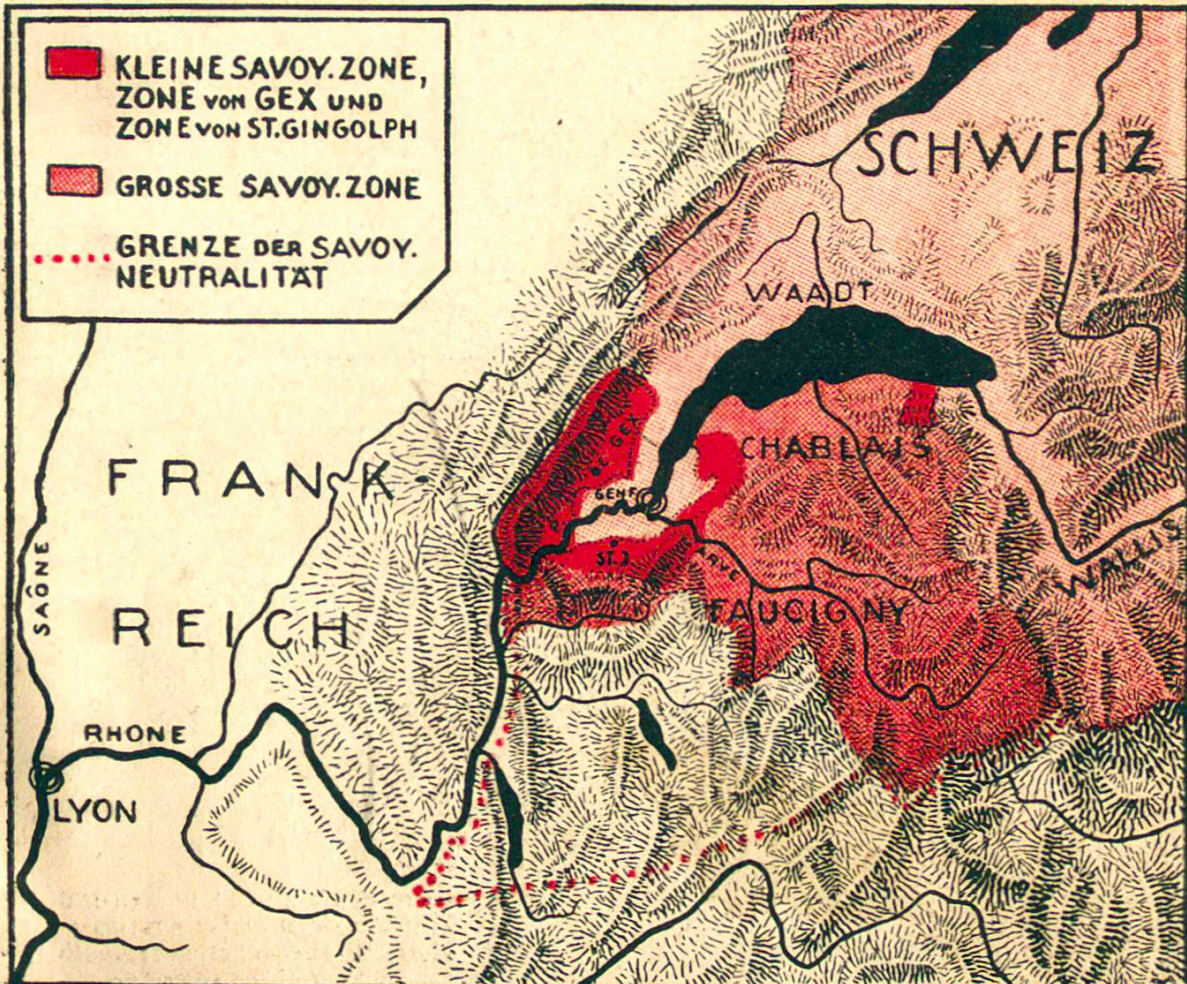 KLEINE SAVOY. ZONE,
ZONE VON GEX UND
ZONE VON ST. GINGOLPH
GROSSE SAVOY. ZONE
GRENZE DER SAVOY.
NEUTRALITÄT
SCHWEIZ
WAADT
GEX
CHABLAIS
FRANK-
GENF
WALLIS
SAÔNE
ST. J
ARVE
REICH
FAUCIGNY
RHONE
LYON